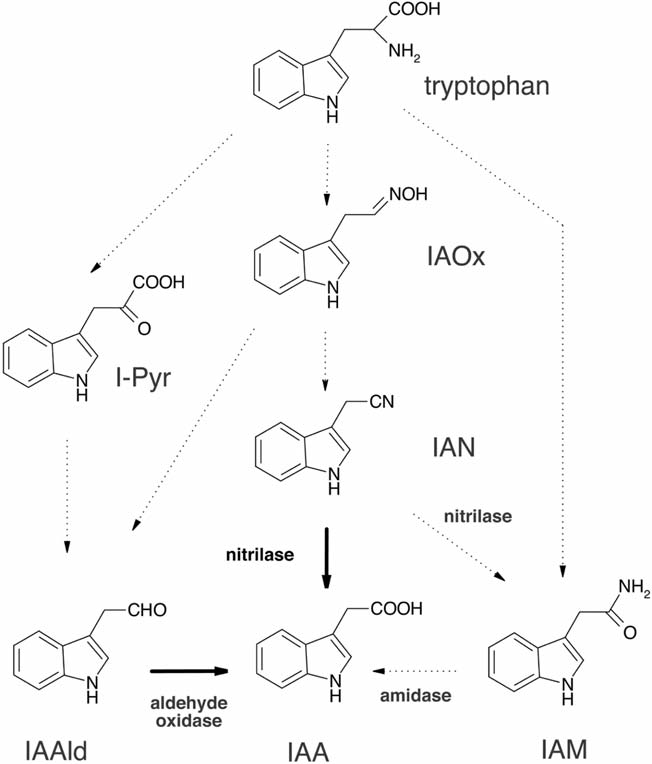 COOH
NH2
N
H
tryptophan
NOH
N
H
IAOx
COOH
O
N
H
I-Pyr
CN
N
H
IAN
nitrilase
nitrilase
CHO
N
H
IAAld
aldehyde
oxidase
COOH
N
H
IAA
amidase
NH2
O
N
H
IAM